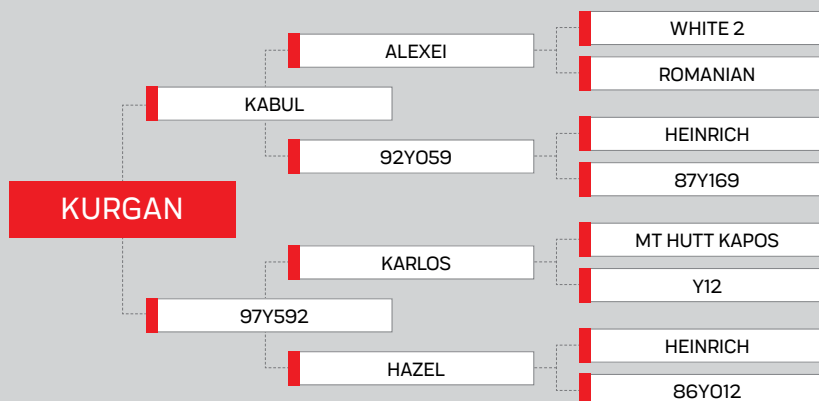 WHITE 2
ALEXEI
ROMANIAN
KABUL
HEINRICH
92Y059
87Y169
KURGAN
MT HUTT KAPOS
KARLOS
Y12
97Y592
HEINRICH
HAZEL
86Y012